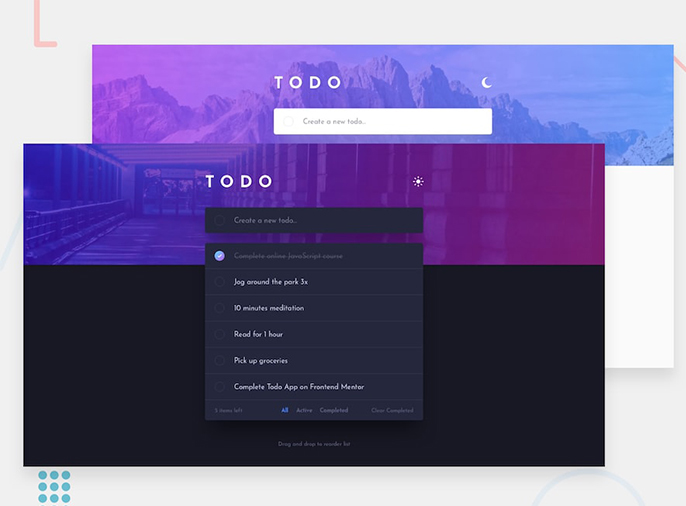 TODO
Create a new todo...
TODO
Create a new todo...
Complete online JavaScript course
Jog around the park 3x
10 minutes meditation
Read for 1 hour
Pick up groceries
Complete Todo App on Frontend Mentor
5 items left All Active Completed Clear Completed
Drag and drop to reorder list